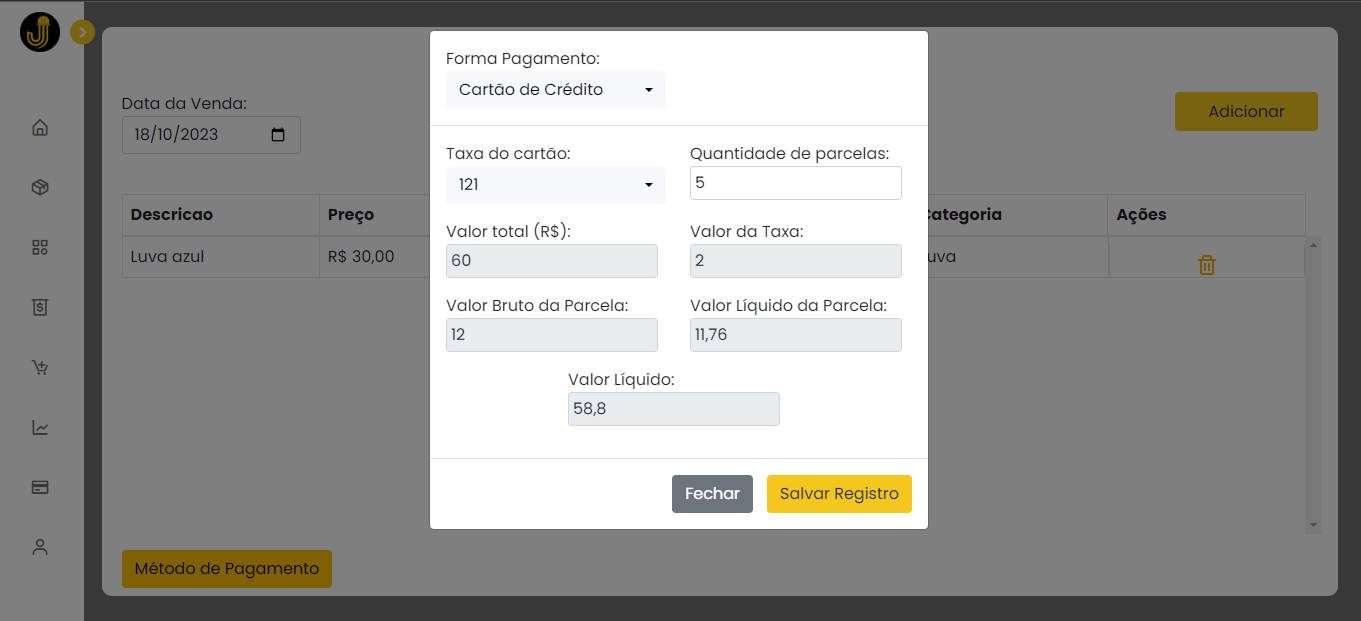 Data da Venda:
18/10/2023
Adicionar
Descricao Preço ategoria Ações
Luva azul R$ 30,00 uva
Método de Pagamento
Forma Pagamento:
Cartão de Crédito
Taxa do cartão: Quantidade de parcelas:
121 5
Valor total (R$): Valor da Taxa:
60 2
Valor Bruto da Parcela: Valor Líquido da Parcela:
12 11,76
Valor Líquido:
58,8
Fechar Salvar Registro